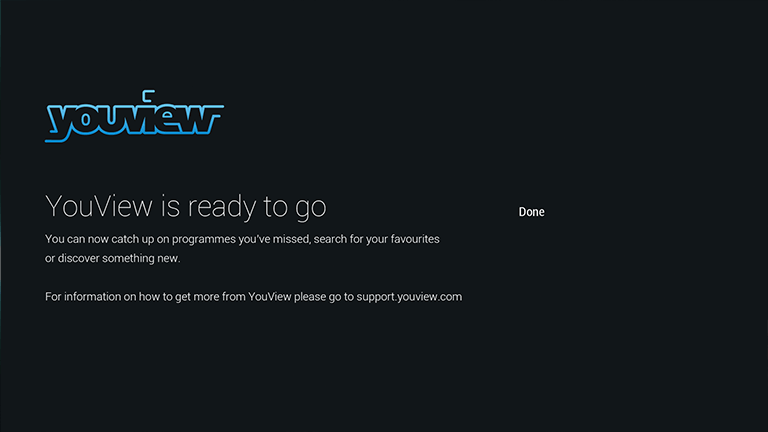 youview
YouView is ready to go
Done
You can now catch up on programmes you've missed, search for your favourites
or discover something new.
For information on how to get more from YouView please go to support.youview.com